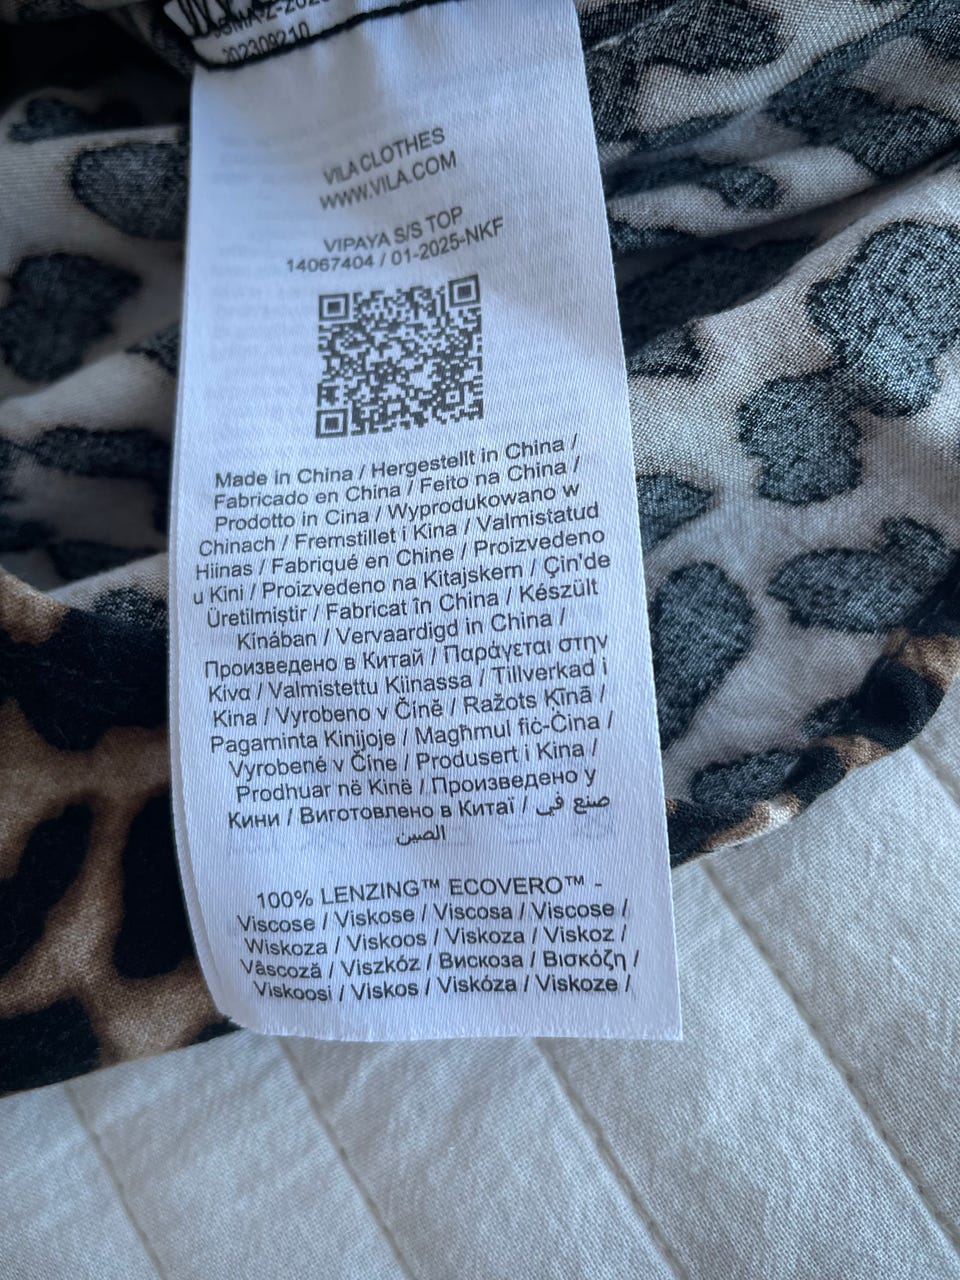 202309210
VILA CLOTHES
WWW.VILA.COM
VIPAYA S/S TOP
14067404 / 01-2025-NKF
Made in China / Hergestellt in China /
Fabricado en China / Feito na China /
Prodotto in Cina / Wyprodukowano w
Chinach / Fremstillet i Kina / Valmistatud
Hiinas / Fabriqué en Chine / Proizvedeno
u Kini / Proizvedeno na Kitajskem / Çin'de
Üretilmiştir / Fabricat în China / Készült
Kínában / Vervaardigd in China /
Произведено в Китай / Παράγεται στην
Κίνα / Valmistettu Kiinassa / Tillverkad i
Kina / Vyrobeno v Číně / Ražots Ķīnā /
Pagaminta Kinijoje / Magħmul fiċ-Ċina /
Vyrobené v Číne / Produsert i Kina /
Prodhuar në Kinë / Произведено у
Кини / Виготовлено в Китаї / صنع في
الصين
100% LENZING™ ECOVERO™ -
Viscose / Viskose / Viscosa / Viscose /
Wiskoza / Viskoos / Viskoza / Viskoz /
Vâscoză / Viszkóz / Вискоза / Βισκόζη /
Viskoosi / Viskos / Viskóza / Viskoze /